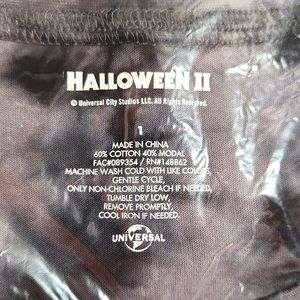 HALLOWEEN II
© Universal City Studios LLC. All Rights Reserved.
1
MADE IN CHINA
60% COTTON 40% MODAL
FAC#089354 / RN#148862
MACHINE WASH COLD WITH LIKE COLORS,
GENTLE CYCLE,
ONLY NON-CHLORINE BLEACH IF NEEDED,
TUMBLE DRY LOW,
REMOVE PROMPTLY,
COOL IRON IF NEEDED.
UNIVERSAL